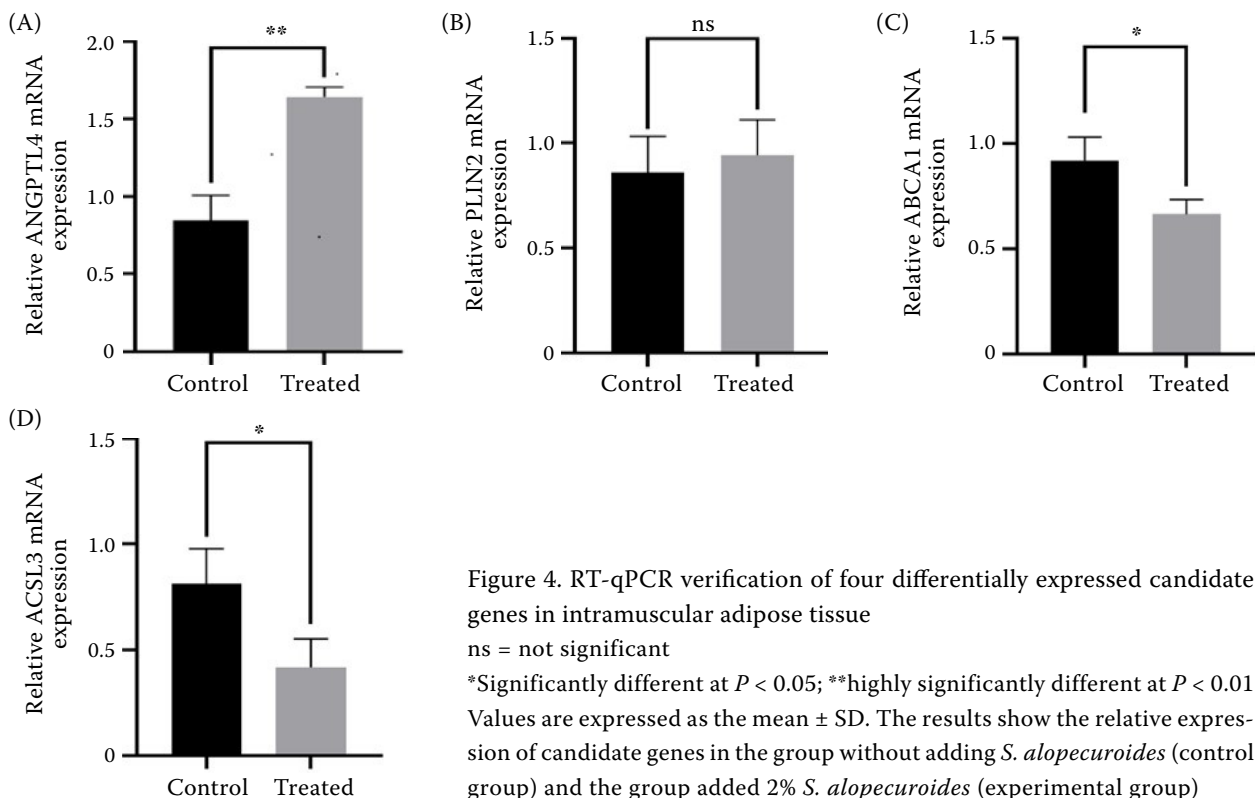 (A)
Relative ANGPTL4 mRNA
expression
2.0
1.5
1.0
0.5
0
**
Control Treated
(B)
Relative PLIN2 mRNA
expression
1.5
1.0
0.5
0
ns
Control Treated
(C)
Relative ABCA1 mRNA
expression
1.5
1.0
0.5
0
*
Control Treated
(D)
Relative ACSL3 mRNA
expression
1.5
1.0
0.5
0
*
Control Treated
Figure 4. RT-qPCR verification of four differentially expressed candidate
genes in intramuscular adipose tissue
ns = not significant
*Significantly different at P < 0.05; **highly significantly different at P < 0.01
Values are expressed as the mean ± SD. The results show the relative expres-
sion of candidate genes in the group without adding S. alopecuroides (control
group) and the group added 2% S. alopecuroides (experimental group)